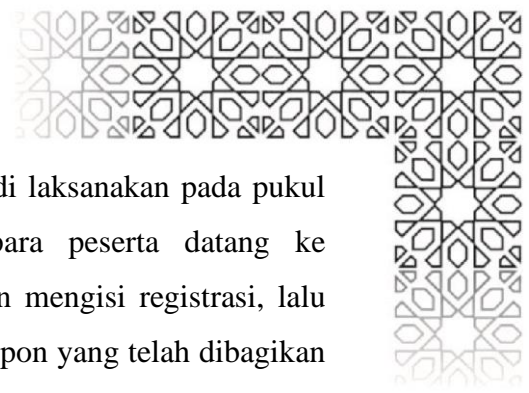 di laksanakan pada pukul
para peserta datang ke
n mengisi registrasi, lalu
pon yang telah dibagikan